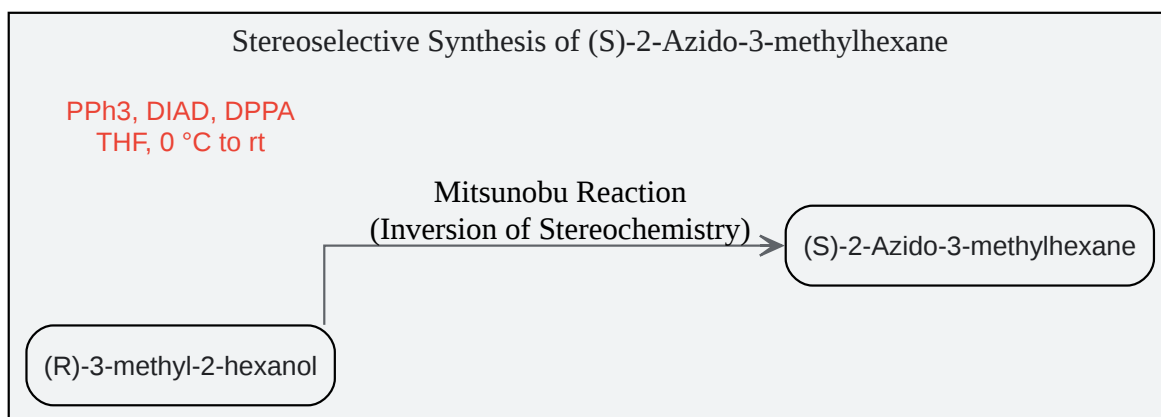 Stereoselective Synthesis of (S)-2-Azido-3-methylhexane
PPh3, DIAD, DPPA
THF, 0 °C to rt
Mitsunobu Reaction
(Inversion of Stereochemistry)
(S)-2-Azido-3-methylhexane
(R)-3-methyl-2-hexanol